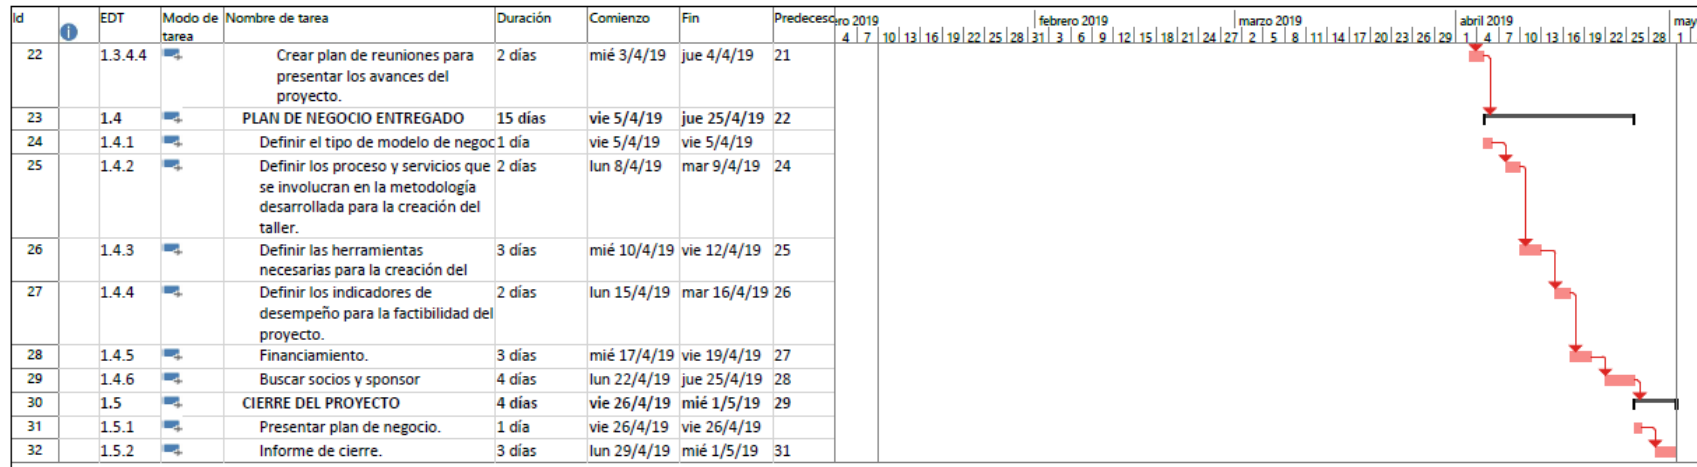 Id EDT Modo de tarea Nombre de tarea Duración Comienzo Fin Predeceso
ro 2019 febrero 2019 marzo 2019 abril 2019 may
4 7 10 13 16 19 22 25 28 31 3 6 9 12 15 18 21 24 27 2 5 8 11 14 17 20 23 26 29 1 4 7 10 13 16 19 22 25 28 1
22 1.3.4.4 Crear plan de reuniones para 2 días mié 3/4/19 jue 4/4/19 21
presentar los avances del
proyecto.
23 1.4 PLAN DE NEGOCIO ENTREGADO 15 días vie 5/4/19 jue 25/4/19 22
24 1.4.1 Definir el tipo de modelo de negoc 1 día vie 5/4/19 vie 5/4/19
25 1.4.2 Definir los proceso y servicios que 2 días lun 8/4/19 mar 9/4/19 24
se involucran en la metodología
desarrollada para la creación del
taller.
26 1.4.3 Definir las herramientas 3 días mié 10/4/19 vie 12/4/19 25
necesarias para la creación del
27 1.4.4 Definir los indicadores de 2 días lun 15/4/19 mar 16/4/19 26
desempeño para la factibilidad del
proyecto.
28 1.4.5 Financiamiento. 3 días mié 17/4/19 vie 19/4/19 27
29 1.4.6 Buscar socios y sponsor 4 días lun 22/4/19 jue 25/4/19 28
30 1.5 CIERRE DEL PROYECTO 4 días vie 26/4/19 mié 1/5/19 29
31 1.5.1 Presentar plan de negocio. 1 día vie 26/4/19 vie 26/4/19
32 1.5.2 Informe de cierre. 3 días lun 29/4/19 mié 1/5/19 31